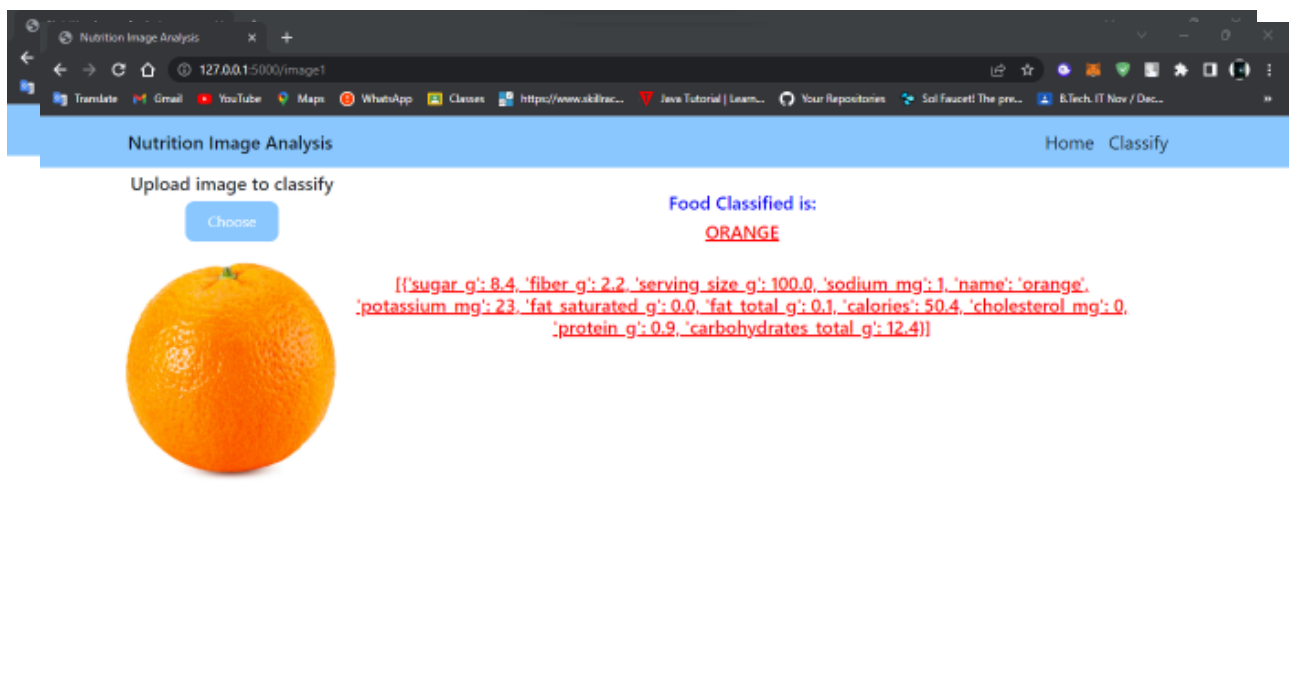 Nutrition Image Analysis
127.0.0.1:5000/image1
Translate Gmail YouTube Maps WhatsApp Classes https://www.skillrac... Java Tutorial | Learn... Your Repositories Sol Faucet! The pre... B.Tech. IT Nov / Dec...
Nutrition Image Analysis Home Classify
Upload image to classify
Choose
Food Classified is:
ORANGE
[{'sugar_g': 8.4, 'fiber_g': 2.2, 'serving_size_g': 100.0, 'sodium_mg': 1, 'name': 'orange',
'potassium_mg': 23, 'fat_saturated_g': 0.0, 'fat_total_g': 0.1, 'calories': 50.4, 'cholesterol_mg': 0,
'protein_g': 0.9, 'carbohydrates_total_g': 12.4}]